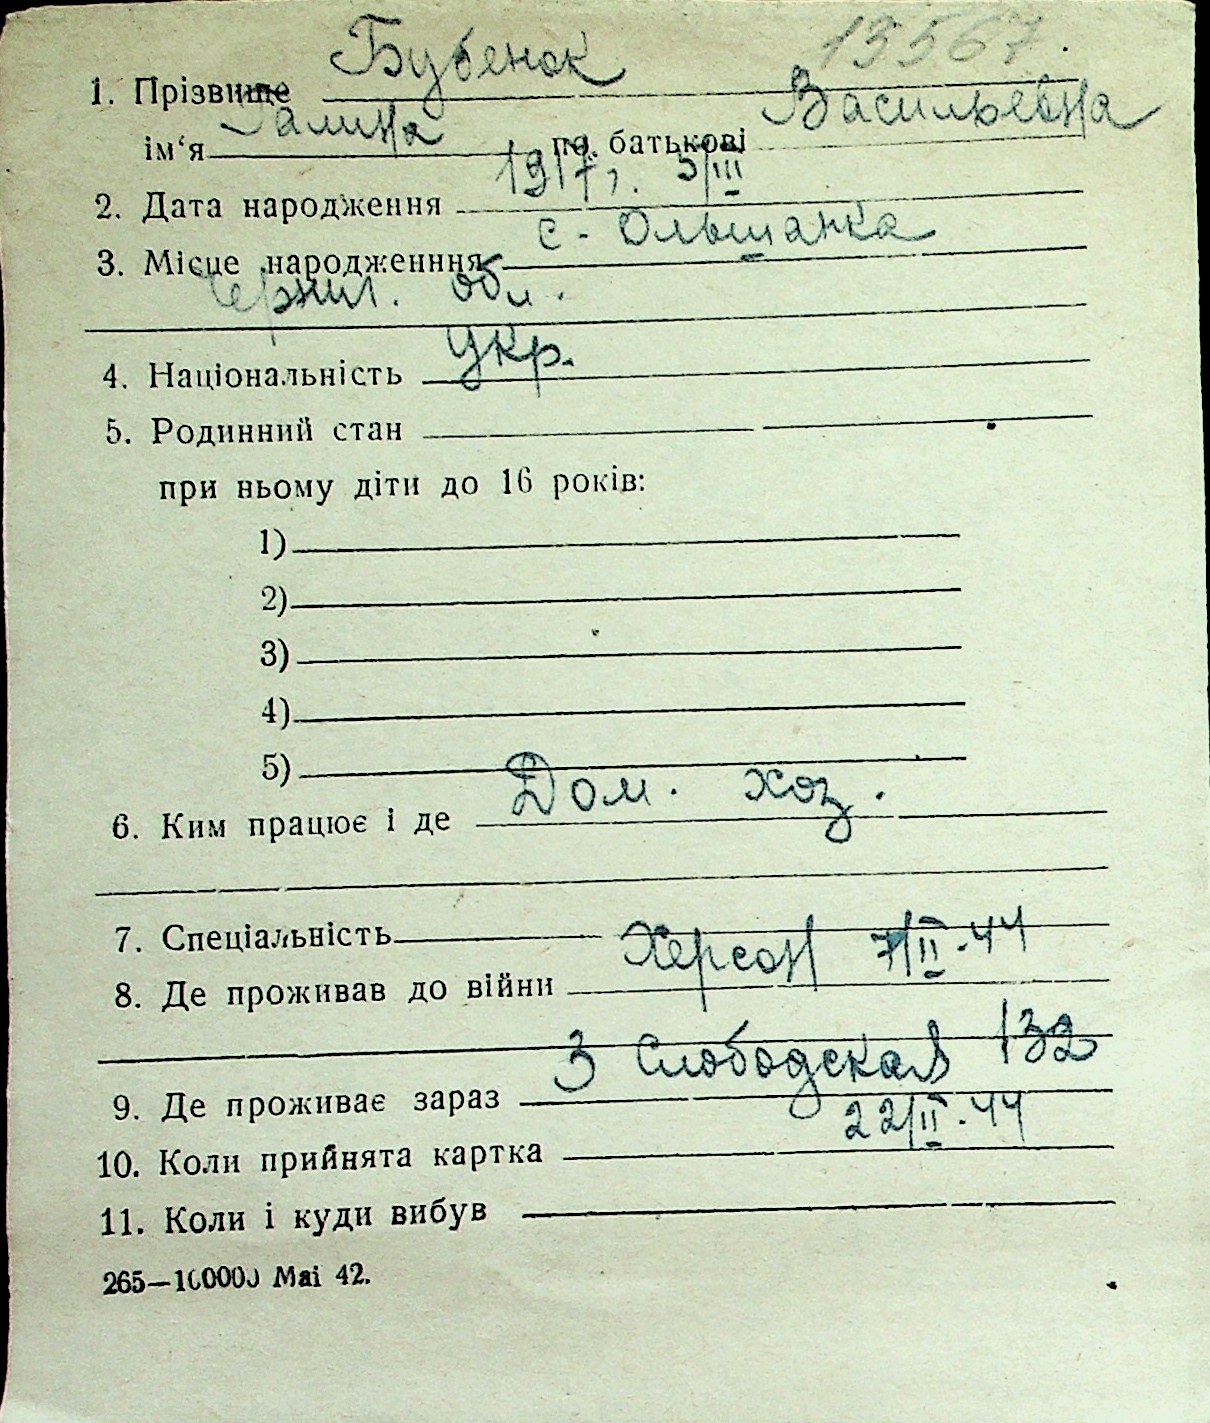 13567
1. Прізвище Бубенок
ім‘я Галина по батькові Васильевна
2. Дата народження 1917, 5/III
3. Місце народженння с. Ольшанка
Чернил. обл.
4. Національність Укр.
5. Родинний стан
при ньому діти до 16 років:
1)
2)
3)
4)
5)
6. Ким працює і де Дом. хоз.
7. Спеціальність
8. Де проживав до війни Херсон 7/II.44
9. Де проживає зараз 3 Слободская 132
10. Коли прийнята картка 22/II.44
11. Коли і куди вибув
265—100000 Mai 42.